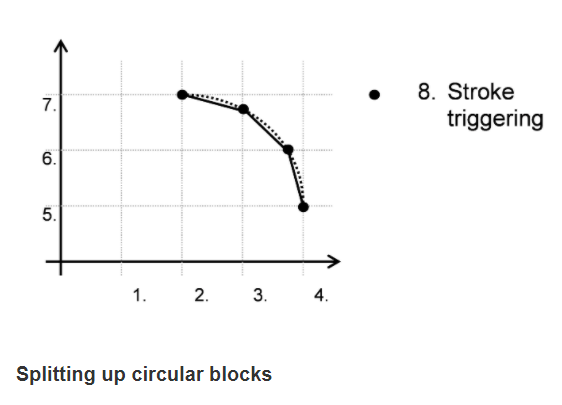 7.
8. Stroke
triggering
6.
5.
1. 2. 3. 4.
Splitting up circular blocks